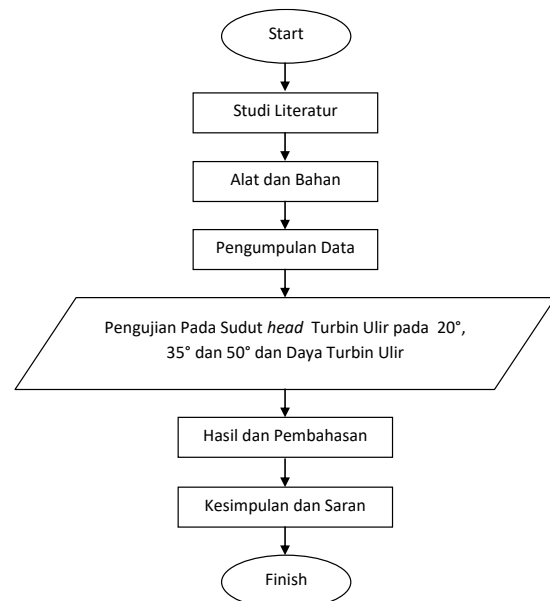 Start
Studi Literatur
Alat dan Bahan
Pengumpulan Data
Pengujian Pada Sudut head Turbin Ulir pada 20°,
35° dan 50° dan Daya Turbin Ulir
Hasil dan Pembahasan
Kesimpulan dan Saran
Finish